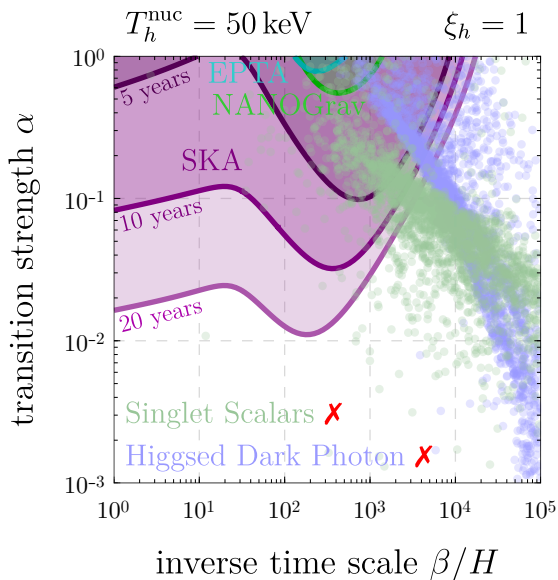 T_h^nuc = 50 keV
ξ_h = 1
10^0
EPTA
5 years
NANOGrav
SKA
10^-1
10 years
20 years
10^-2
Singlet Scalars ✗
Higgsed Dark Photon ✗
10^-3
10^0 10^1 10^2 10^3 10^4 10^5
transition strength α
inverse time scale β/H